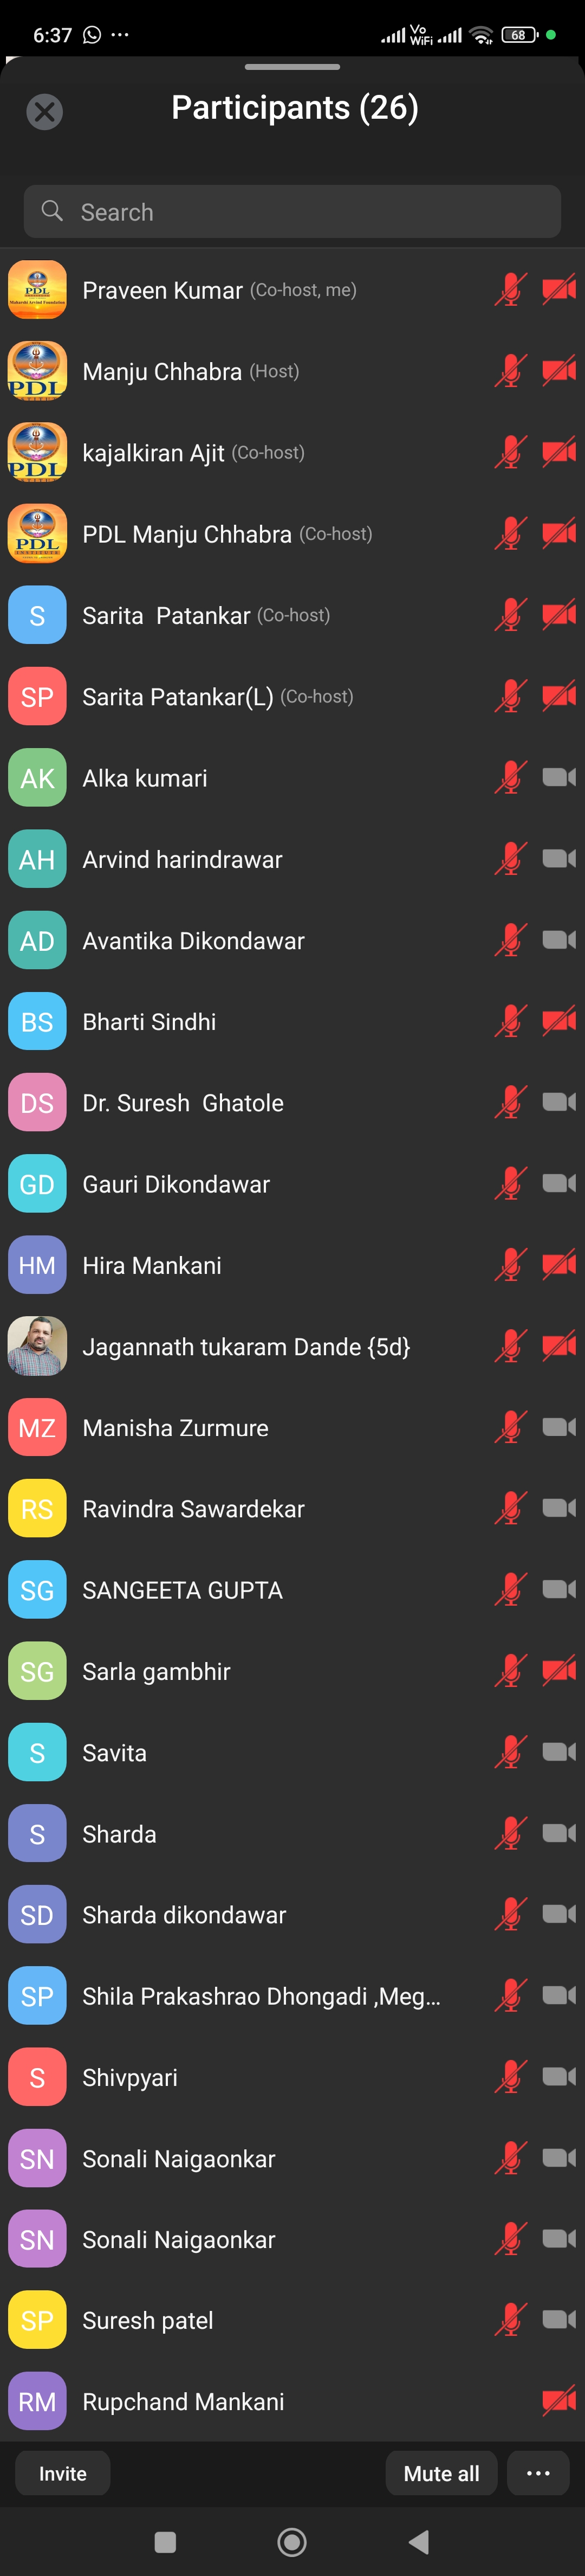 6:37 ... Vo WiFi 68
Participants (26)
Search
PDL Maharshi Arvind Foundation Praveen Kumar (Co-host, me)
PDL Manju Chhabra (Host)
PDL kajalkiran Ajit (Co-host)
PDL INSTITUTE PDL Manju Chhabra (Co-host)
S Sarita  Patankar (Co-host)
SP Sarita Patankar(L) (Co-host)
AK Alka kumari
AH Arvind harindrawar
AD Avantika Dikondawar
BS Bharti Sindhi
DS Dr. Suresh  Ghatole
GD Gauri Dikondawar
HM Hira Mankani
Jagannath tukaram Dande {5d}
MZ Manisha Zurmure
RS Ravindra Sawardekar
SG SANGEETA GUPTA
SG Sarla gambhir
S Savita
S Sharda
SD Sharda dikondawar
SP Shila Prakashrao Dhongadi ,Meg...
S Shivpyari
SN Sonali Naigaonkar
SN Sonali Naigaonkar
SP Suresh patel
RM Rupchand Mankani
Invite Mute all ...